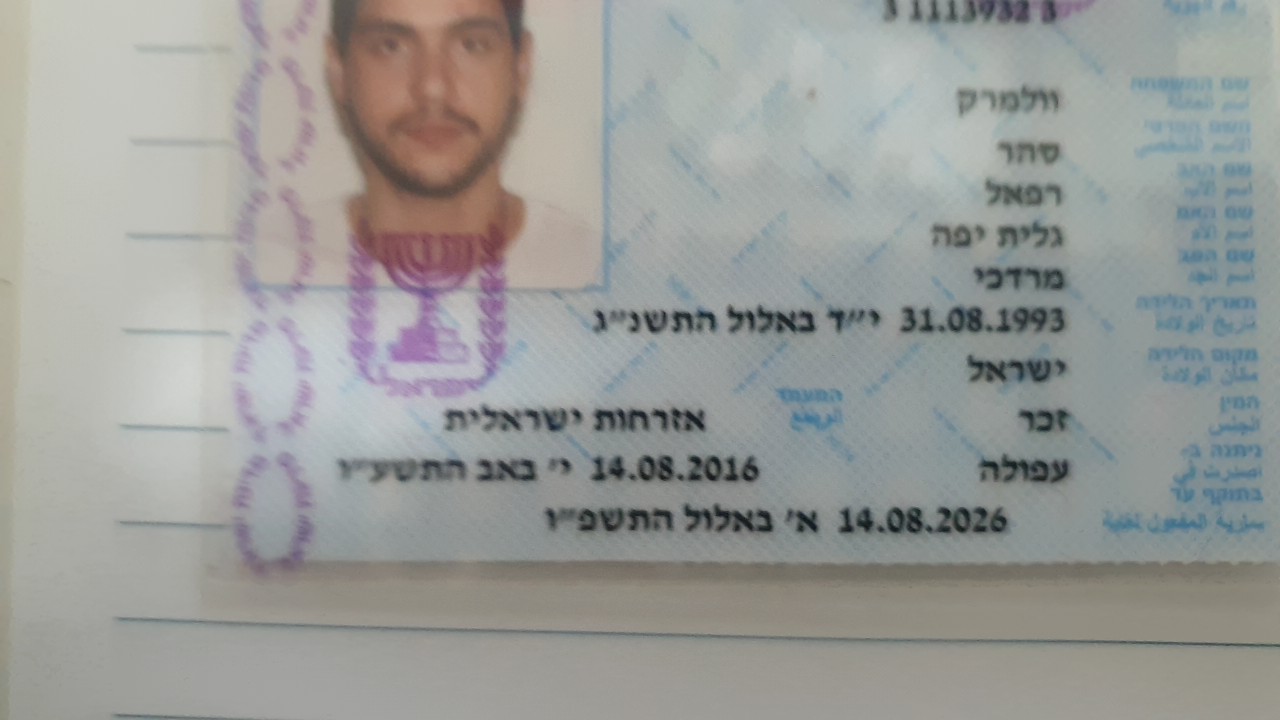 3 1113932 3
שם המשפחה וולמרק
اسم العائلة
השם הפרטי סהר
الاسم الشخصي
שם האב רפאל
اسم الأب
שם האם גלית יפה
اسم الأم
שם הסב מרדכי
اسم الجد
תאריך הלידה 31.08.1993 י״ד באלול התשנ״ג
تاريخ الولادة
מקום הלידה ישראל
مكان الولادة
המין זכר המעמד אזרחות ישראלית
الجنس
ניתנה ב- עפולה 14.08.2016 י׳ באב התשע״ו
اصدرت في
בתוקף עד 14.08.2026 א׳ באלול התשפ״ו
سارية المفعول لغاية